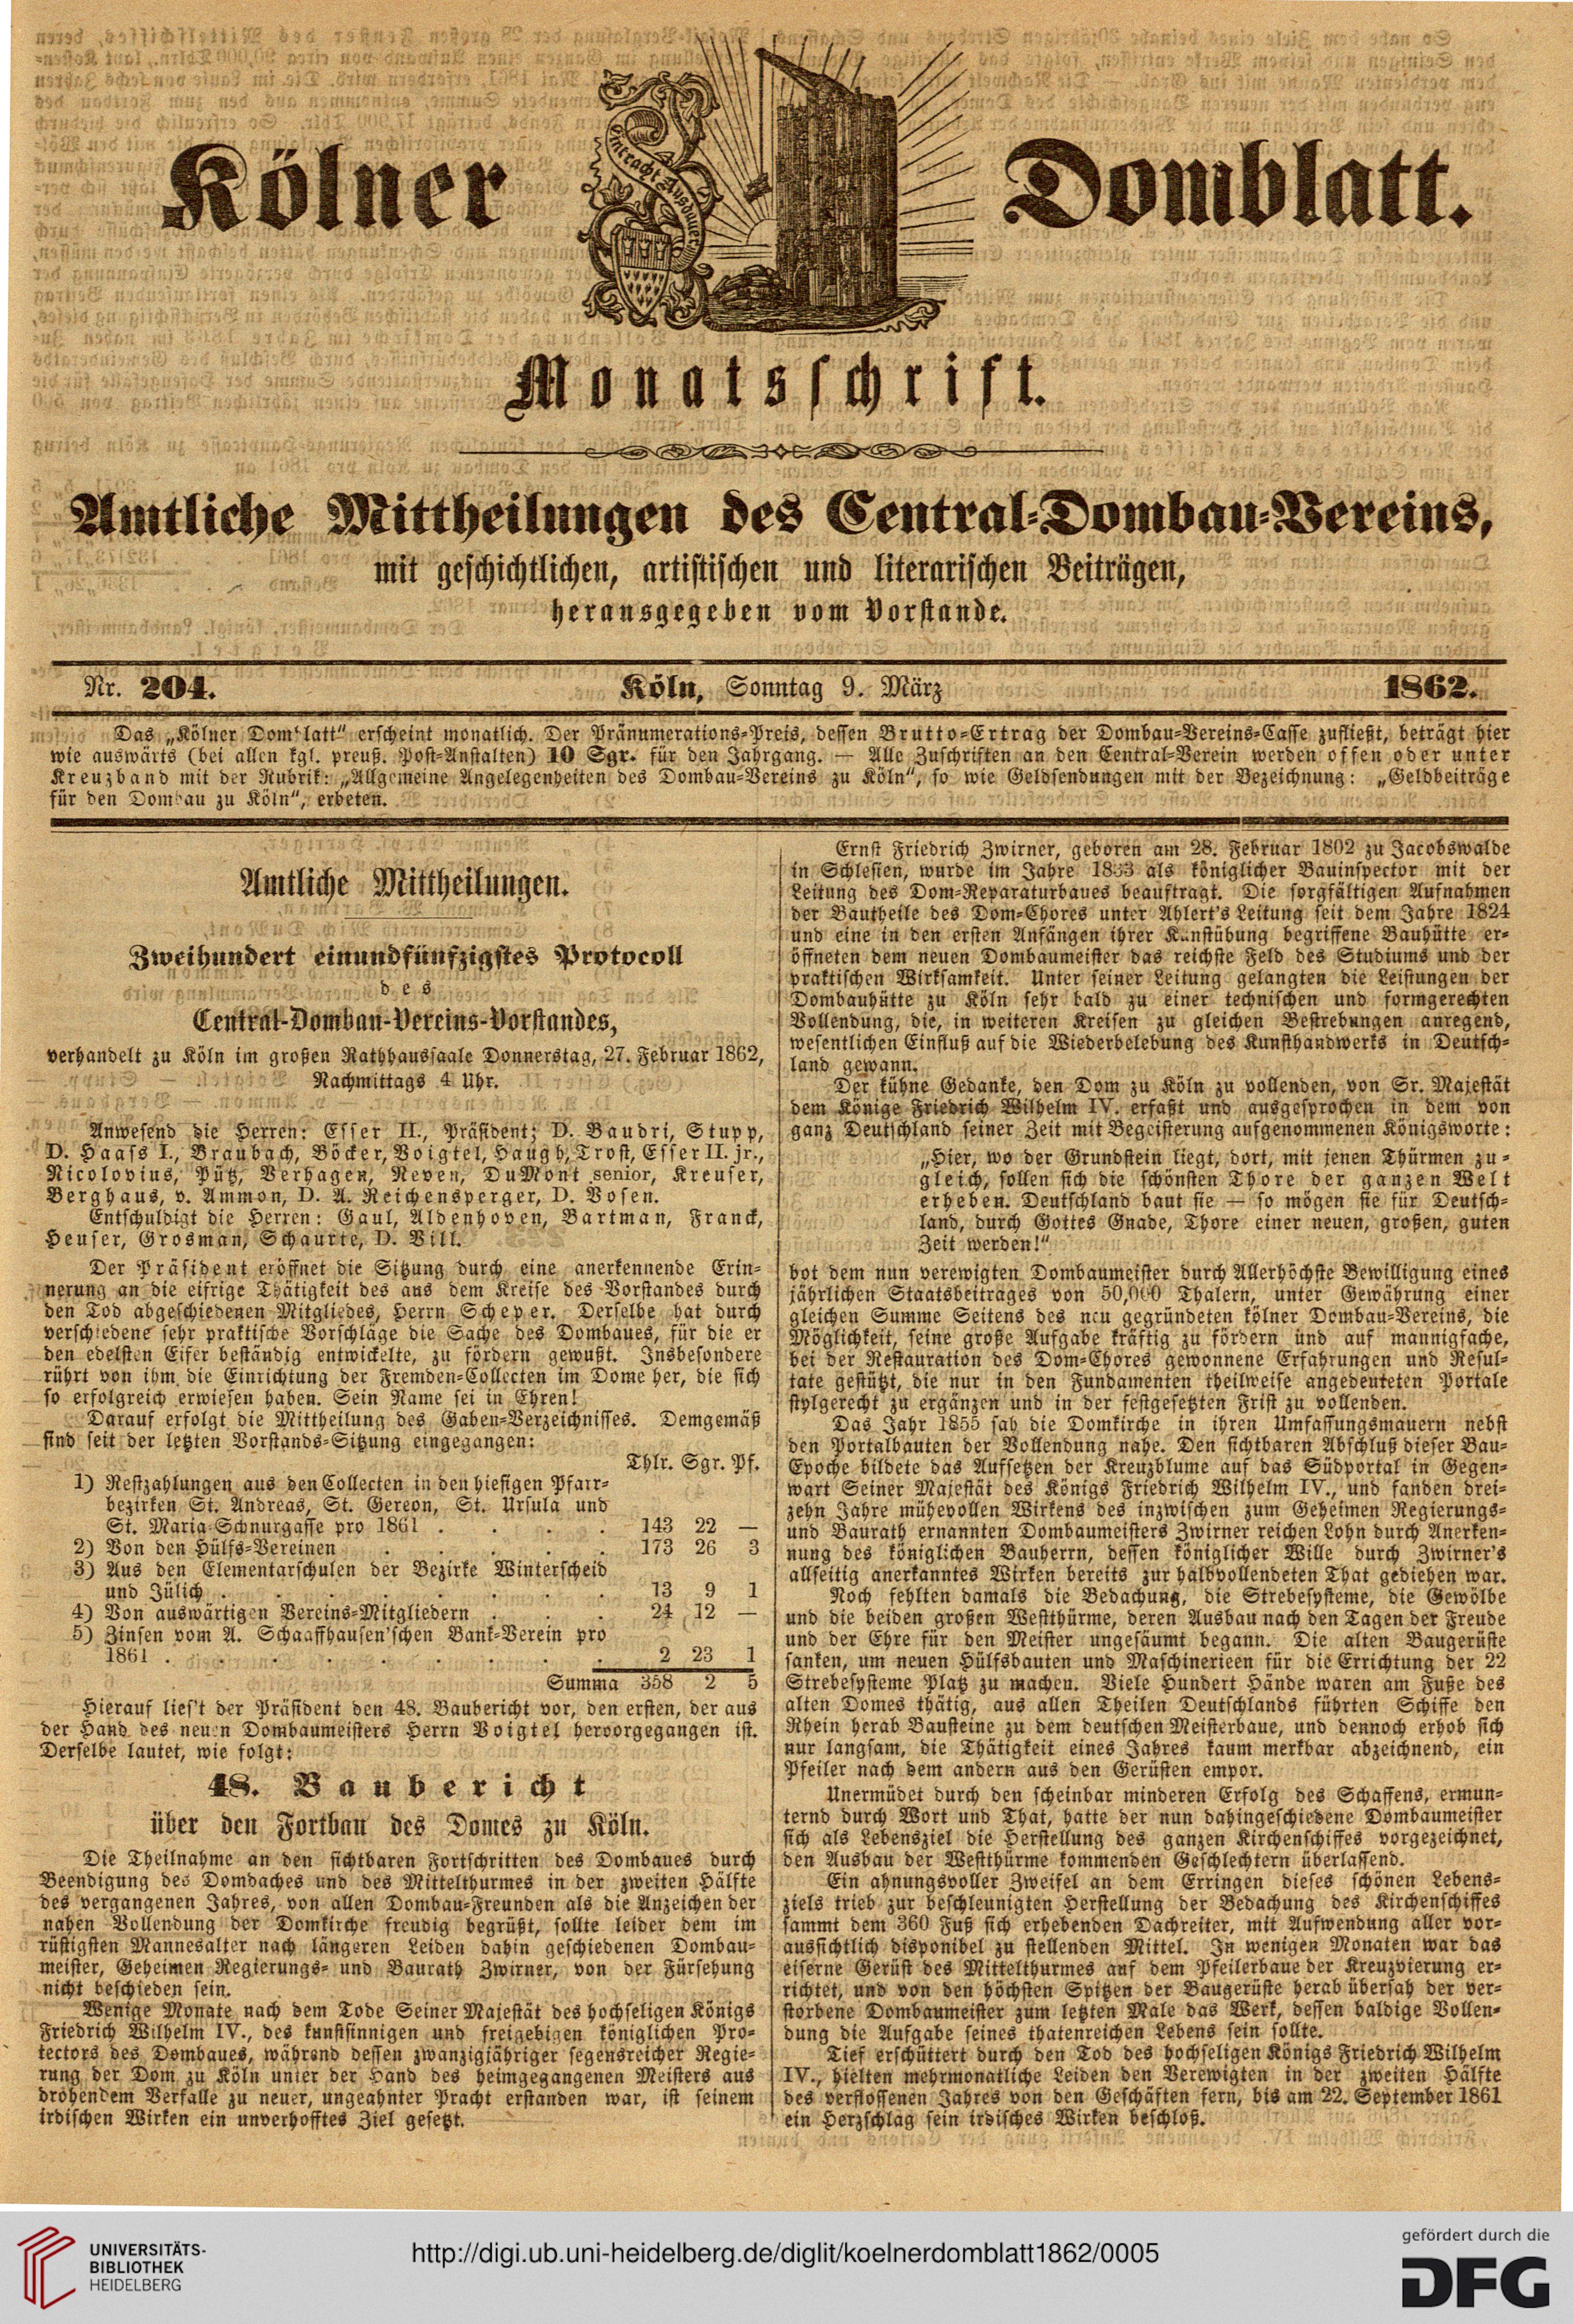 Kölner Domblatt.
Eintracht Ausdauer
Monatsschrift.
Amtliche Mittheilungen des Central-Dombau-Vereins,
mit geschichtlichen, artistischen und literarischen Beiträgen,
herausgegeben vom Vorstande.
Nr. 204. Köln, Sonntag 9. März 1862.
Das „Kölner Domblatt“ erscheint monatlich. Der Pränumerations-Preis, dessen Brutto-Ertrag der Dombau-Vereins-Casse zufließt, beträgt hier
wie auswärts (bei allen kgl. preuß. Post-Anstalten) 10 Sgr. für den Jahrgang. — Alle Zuschriften an den Central-Verein werden offen oder unter
Kreuzband mit der Rubrik: „Allgemeine Angelegenheiten des Dombau-Vereins zu Köln“, so wie Geldsendungen mit der Bezeichnung: „Geldbeiträge
für den Dombau zu Köln“, erbeten.
Amtliche Mittheilungen.
Zweihundert einundfünfzigstes Protocoll
des
Central-Dombau-Vereins-Vorstandes,
verhandelt zu Köln im großen Rathhaussaale Donnerstag, 27. Februar 1862,
Nachmittags 4 Uhr.
Anwesend die Herren: Esser II., Präsident; D. Baudri, Stupp,
D. Haass I., Braubach, Böcker, Voigtel, Haugh, Trost, Esser II. jr.,
Nicolovius, Pütz, Verhagen, Neven, DuMont senior, Kreuser,
Berghaus, v. Ammon, D. A. Reichensperger, D. Vosen.
Entschuldigt die Herren: Gaul, Aldenhoven, Bartman, Franck,
Heuser, Grosman, Schaurte, D. Vill.
Der Präsident eröffnet die Sitzung durch eine anerkennende Erin-
nerung an die eifrige Thätigkeit des aus dem Kreise des Vorstandes durch
den Tod abgeschiedenen Mitgliedes, Herrn Scheper. Derselbe hat durch
verschiedene sehr praktische Vorschläge die Sache des Dombaues, für die er
den edelsten Eifer beständig entwickelte, zu fördern gewußt. Insbesondere
rührt von ihm die Einrichtung der Fremden-Collecten im Dome her, die sich
so erfolgreich erwiesen haben. Sein Name sei in Ehren!
Darauf erfolgt die Mittheilung des Gaben-Verzeichnisses. Demgemäß
sind seit der letzten Vorstands-Sitzung eingegangen:
Thlr. Sgr. Pf.
1) Restzahlungen aus den Collecten in den hiesigen Pfarr-
bezirken St. Andreas, St. Gereon, St. Ursula und
St. Maria-Schnurgasse pro 1861 . . . . 143 22 —
2) Von den Hülfs-Vereinen . . . . . 173 26 3
3) Aus den Elementarschulen der Bezirke Winterscheid
und Jülich . . . . . . . . 13 9 1
4) Von auswärtigen Vereins-Mitgliedern . . . 24 12 —
5) Zinsen vom A. Schaaffhausen'schen Bank-Verein pro
1861 . . . . . . . . . 2 23 1
Summa 358 2 5
Hierauf lies't der Präsident den 48. Baubericht vor, den ersten, der aus
der Hand des neuen Dombaumeisters Herrn Voigtel hervorgegangen ist.
Derselbe lautet, wie folgt:
48. Baubericht
über den Fortbau des Domes zu Köln.
Die Theilnahme an den sichtbaren Fortschritten des Dombaues durch
Beendigung des Domdaches und des Mittelthurmes in der zweiten Hälfte
des vergangenen Jahres, von allen Dombau-Freunden als die Anzeichen der
nahen Vollendung der Domkirche freudig begrüßt, sollte leider dem im
rüstigsten Mannesalter nach längeren Leiden dahin geschiedenen Dombau-
meister, Geheimen Regierungs- und Baurath Zwirner, von der Fürsehung
nicht beschieden sein.
Wenige Monate nach dem Tode Seiner Majestät des hochseligen Königs
Friedrich Wilhelm IV., des kunstsinnigen und freigebigen königlichen Pro-
tectors des Dombaues, während dessen zwanzigjähriger segensreicher Regie-
rung der Dom zu Köln unter der Hand des heimgegangenen Meisters aus
drohendem Verfalle zu neuer, ungeahnter Pracht erstanden war, ist seinem
irdischen Wirken ein unverhofftes Ziel gesetzt.
Ernst Friedrich Zwirner, geboren am 28. Februar 1802 zu Jacobswalde
in Schlesien, wurde im Jahre 1833 als königlicher Bauinspector mit der
Leitung des Dom-Reparaturbaues beauftragt. Die sorgfältigen Aufnahmen
der Bautheile des Dom-Chores unter Ahlert's Leitung seit dem Jahre 1824
und eine in den ersten Anfängen ihrer Kunstübung begriffene Bauhütte er-
öffneten dem neuen Dombaumeister das reichste Feld des Studiums und der
praktischen Wirksamkeit. Unter seiner Leitung gelangten die Leistungen der
Dombauhütte zu Köln sehr bald zu einer technischen und formgerechten
Vollendung, die, in weiteren Kreisen zu gleichen Bestrebungen anregend,
wesentlichen Einfluß auf die Wiederbelebung des Kunsthandwerks in Deutsch-
land gewann.
Der kühne Gedanke, den Dom zu Köln zu vollenden, von Sr. Majestät
dem Könige Friedrich Wilhelm IV. erfaßt und ausgesprochen in dem von
ganz Deutschland seiner Zeit mit Begeisterung aufgenommenen Königsworte:
„Hier, wo der Grundstein liegt, dort, mit jenen Thürmen zu-
gleich, sollen sich die schönsten Thore der ganzen Welt
erheben. Deutschland baut sie — so mögen sie für Deutsch-
land, durch Gottes Gnade, Thore einer neuen, großen, guten
Zeit werden!“
bot dem nun verewigten Dombaumeister durch Allerhöchste Bewilligung eines
jährlichen Staatsbeitrages von 50,000 Thalern, unter Gewährung einer
gleichen Summe Seitens des neu gegründeten kölner Dombau-Vereins, die
Möglichkeit, seine große Aufgabe kräftig zu fördern und auf mannigfache,
bei der Restauration des Dom-Chores gewonnene Erfahrungen und Resul-
tate gestützt, die nur in den Fundamenten theilweise angedeuteten Portale
stylgerecht zu ergänzen und in der festgesetzten Frist zu vollenden.
Das Jahr 1855 sah die Domkirche in ihren Umfassungsmauern nebst
den Portalbauten der Vollendung nahe. Den sichtbaren Abschluß dieser Bau-
Epoche bildete das Aufsetzen der Kreuzblume auf das Südportal in Gegen-
wart Seiner Majestät des Königs Friedrich Wilhelm IV., und fanden drei-
zehn Jahre mühevollen Wirkens des inzwischen zum Geheimen Regierungs-
und Baurath ernannten Dombaumeisters Zwirner reichen Lohn durch Anerken-
nung des königlichen Bauherrn, dessen königlicher Wille durch Zwirner's
allseitig anerkanntes Wirken bereits zur halbvollendeten That gediehen war.
Noch fehlten damals die Bedachung, die Strebesysteme, die Gewölbe
und die beiden großen Westthürme, deren Ausbau nach den Tagen der Freude
und der Ehre für den Meister ungesäumt begann. Die alten Baugerüste
sanken, um neuen Hülfsbauten und Maschinerieen für die Errichtung der 22
Strebesysteme Platz zu machen. Viele Hundert Hände waren am Fuße des
alten Domes thätig, aus allen Theilen Deutschlands führten Schiffe den
Rhein herab Bausteine zu dem deutschen Meisterbaue, und dennoch erhob sich
nur langsam, die Thätigkeit eines Jahres kaum merkbar abzeichnend, ein
Pfeiler nach dem andern aus den Gerüsten empor.
Unermüdet durch den scheinbar minderen Erfolg des Schaffens, ermun-
ternd durch Wort und That, hatte der nun dahingeschiedene Dombaumeister
sich als Lebensziel die Herstellung des ganzen Kirchenschiffes vorgezeichnet,
den Ausbau der Westthürme kommenden Geschlechtern überlassend.
Ein ahnungsvoller Zweifel an dem Erringen dieses schönen Lebens-
ziels trieb zur beschleunigten Herstellung der Bedachung des Kirchenschiffes
sammt dem 360 Fuß sich erhebenden Dachreiter, mit Aufwendung aller vor-
aussichtlich disponibel zu stellenden Mittel. In wenigen Monaten war das
eiserne Gerüst des Mittelthurmes auf dem Pfeilerbaue der Kreuzvierung er-
richtet, und von den höchsten Spitzen der Baugerüste herab übersah der ver-
storbene Dombaumeister zum letzten Male das Werk, dessen baldige Vollen-
dung die Aufgabe seines thatenreichen Lebens sein sollte.
Tief erschüttert durch den Tod des hochseligen Königs Friedrich Wilhelm
IV., hielten mehrmonatliche Leiden den Verewigten in der zweiten Hälfte
des verflossenen Jahres von den Geschäften fern, bis am 22. September 1861
ein Herzschlag sein irdisches Wirken beschloß.
UNIVERSITÄTS-
BIBLIOTHEK
HEIDELBERG
http://digi.ub.uni-heidelberg.de/diglit/koelnerdomblatt1862/0005
gefördert durch die
DFG